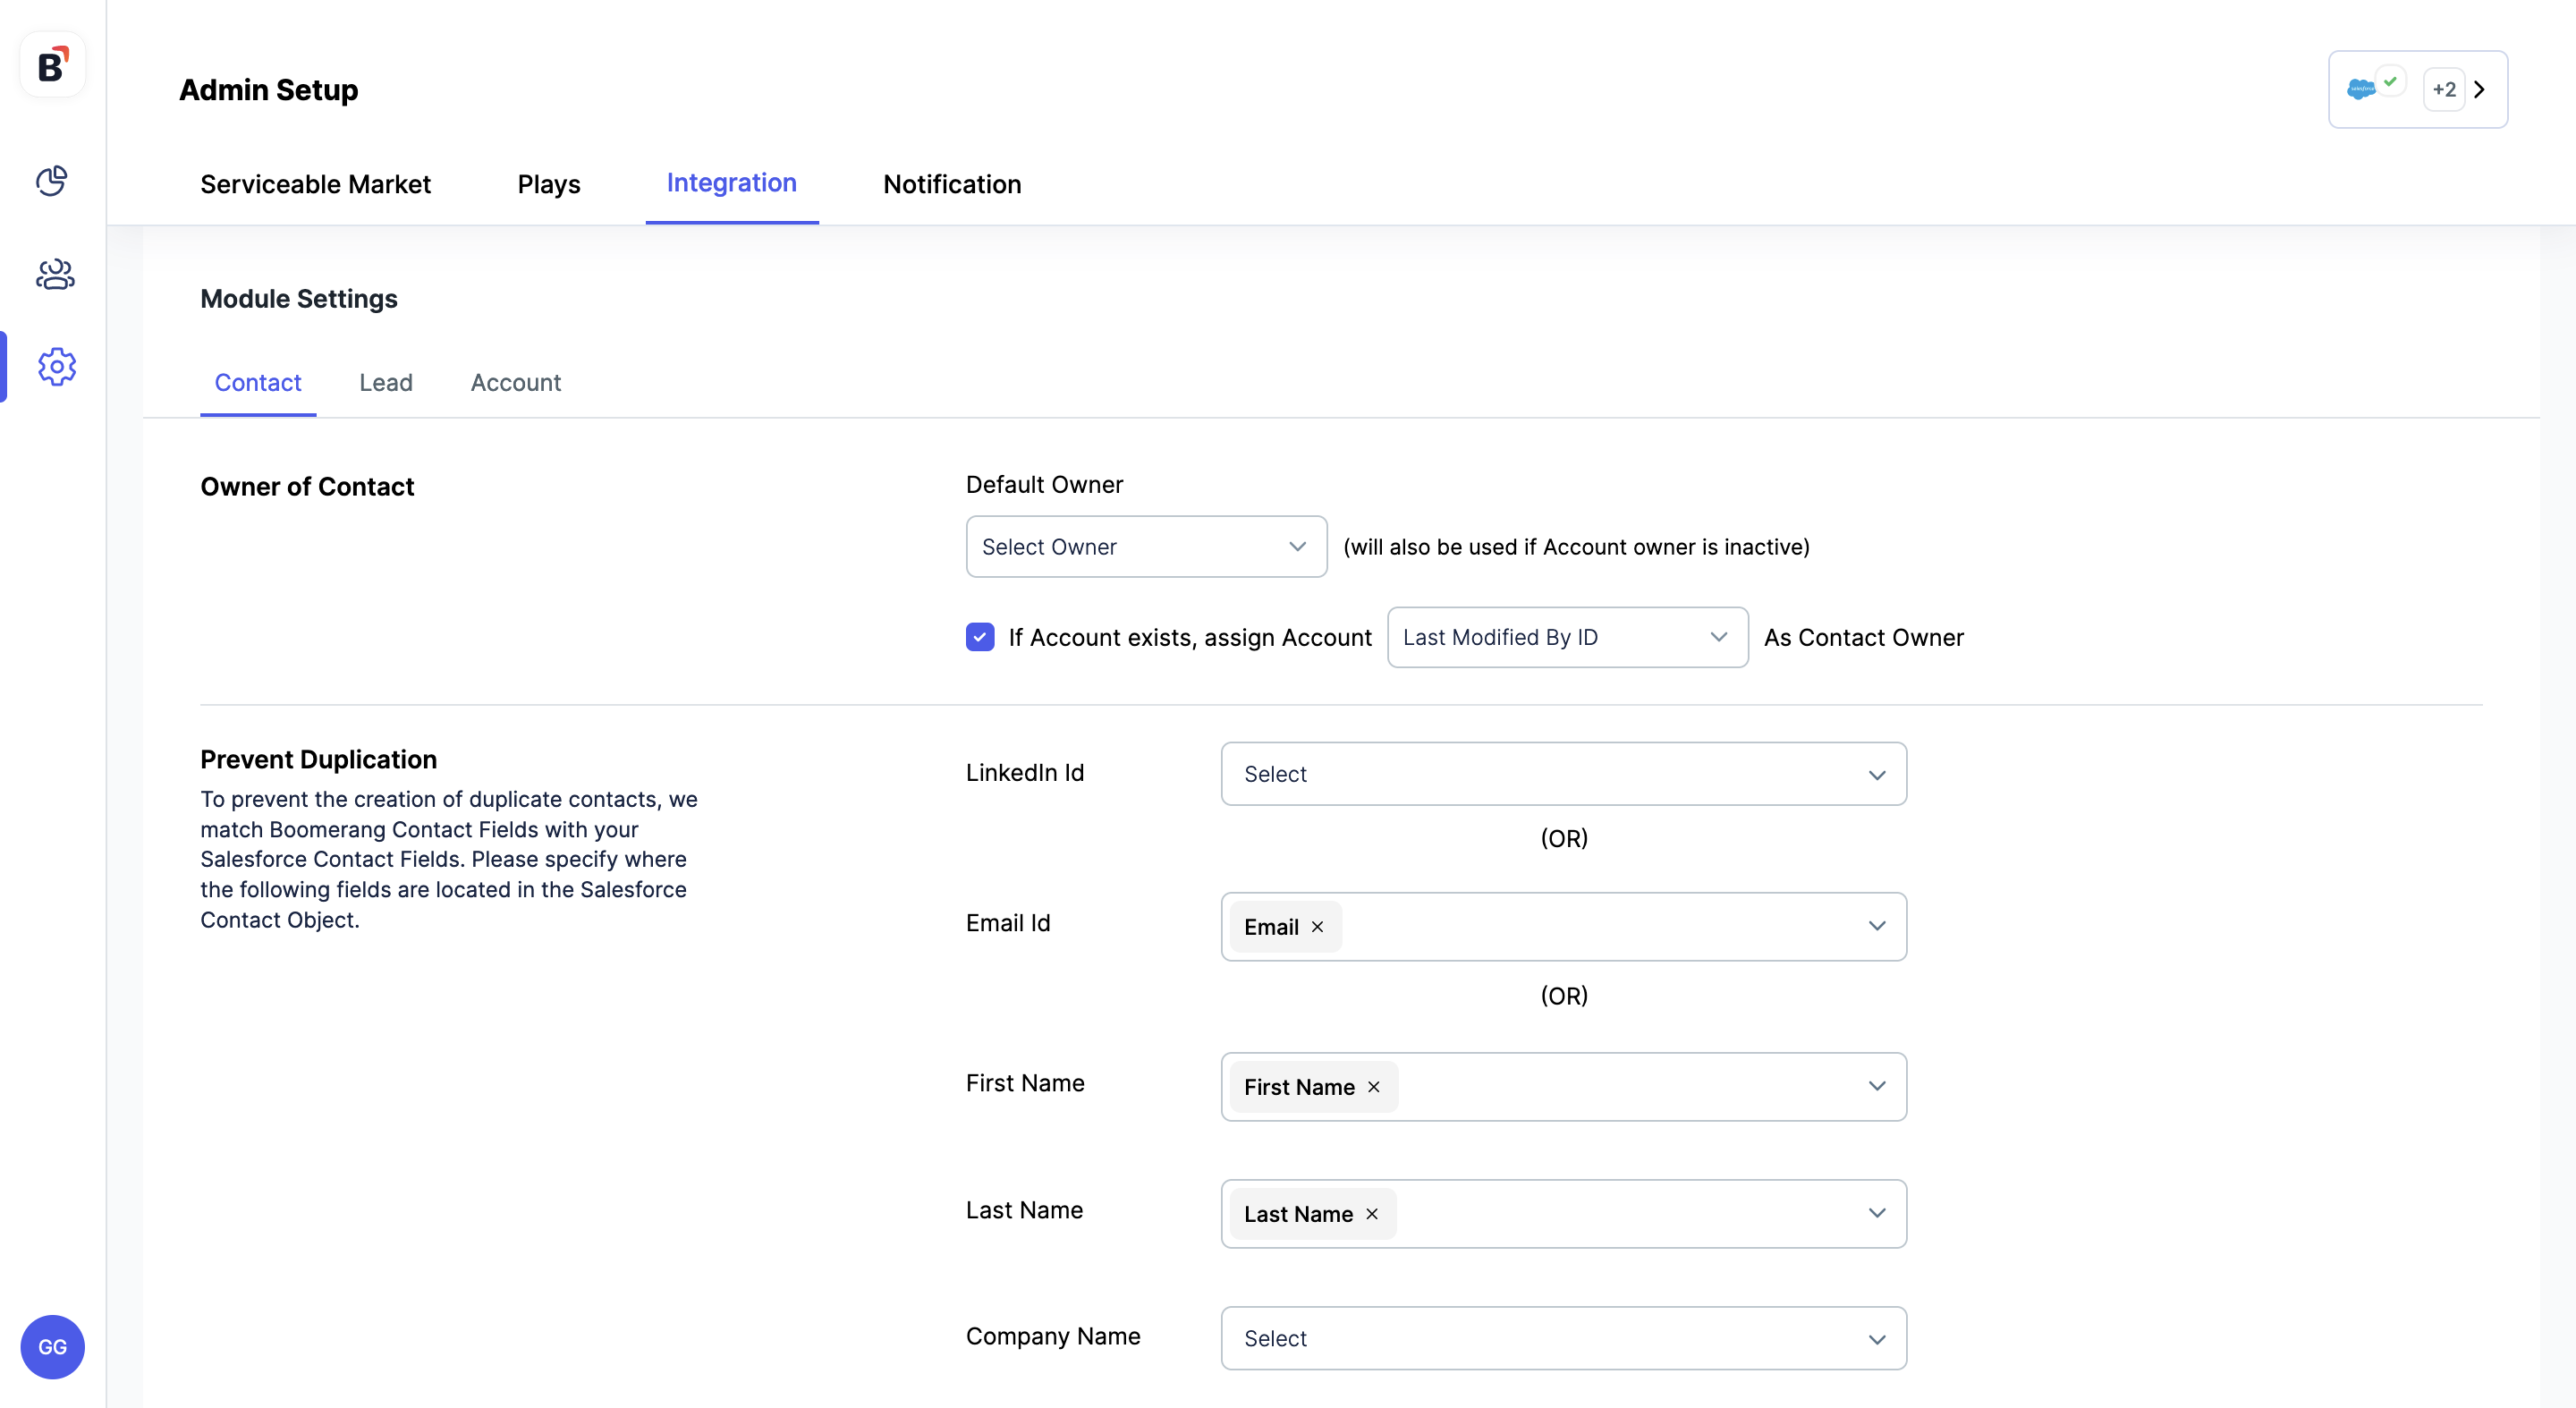 B
Admin Setup
salesforce
+2
Serviceable Market
Plays
Integration
Notification
Module Settings
Contact
Lead
Account
Owner of Contact
Default Owner
Select Owner
(will also be used if Account owner is inactive)
If Account exists, assign Account
Last Modified By ID
As Contact Owner
Prevent Duplication
To prevent the creation of duplicate contacts, we
match Boomerang Contact Fields with your
Salesforce Contact Fields. Please specify where
the following fields are located in the Salesforce
Contact Object.
LinkedIn Id
Select
(OR)
Email Id
Email ×
(OR)
First Name
First Name ×
Last Name
Last Name ×
Company Name
Select
GG